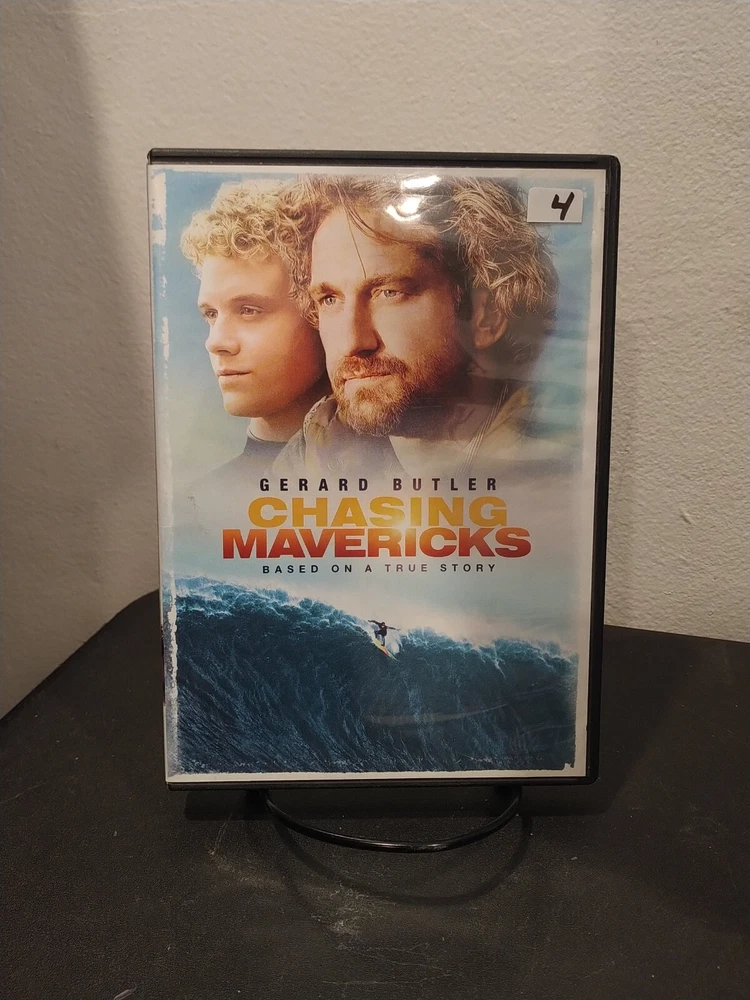 4
GERARD BUTLER
CHASING
MAVERICKS
BASED ON A TRUE STORY